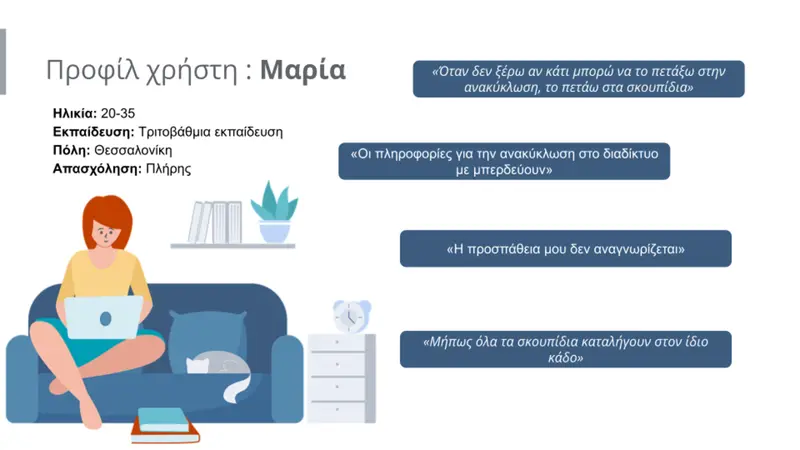 Προφίλ χρήστη : Μαρία
Ηλικία: 20-35
Εκπαίδευση: Τριτοβάθμια εκπαίδευση
Πόλη: Θεσσαλονίκη
Απασχόληση: Πλήρης
«Όταν δεν ξέρω αν κάτι μπορώ να το πετάξω στην
ανακύκλωση, το πετάω στα σκουπίδια»
«Οι πληροφορίες για την ανακύκλωση στο διαδίκτυο
με μπερδεύουν»
«Η προσπάθεια μου δεν αναγνωρίζεται»
«Μήπως όλα τα σκουπίδια καταλήγουν στον ίδιο
κάδο»